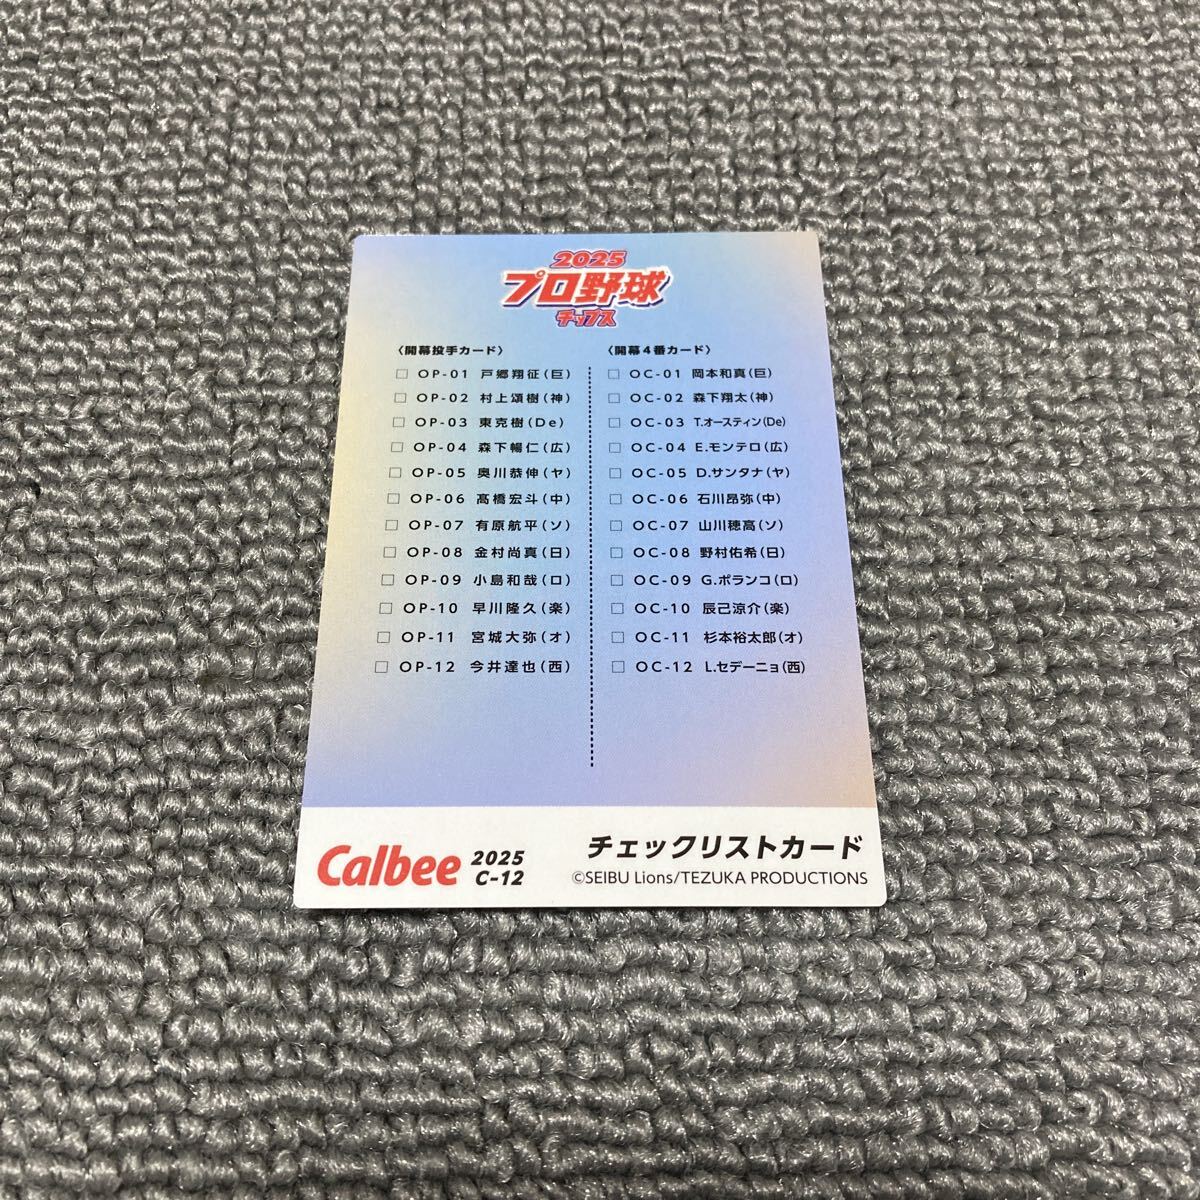 2025
プロ野球
チップス
〈開幕投手カード〉
□ OP-01 戸郷翔征(巨)
□ OP-02 村上頌樹(神)
□ OP-03 東克樹(De)
□ OP-04 森下暢仁(広)
□ OP-05 奥川恭伸(ヤ)
□ OP-06 髙橋宏斗(中)
□ OP-07 有原航平(ソ)
□ OP-08 金村尚真(日)
□ OP-09 小島和哉(ロ)
□ OP-10 早川隆久(楽)
□ OP-11 宮城大弥(オ)
□ OP-12 今井達也(西)
〈開幕4番カード〉
□ OC-01 岡本和真(巨)
□ OC-02 森下翔太(神)
□ OC-03 T.オースティン(De)
□ OC-04 E.モンテロ(広)
□ OC-05 D.サンタナ(ヤ)
□ OC-06 石川昂弥(中)
□ OC-07 山川穂高(ソ)
□ OC-08 野村佑希(日)
□ OC-09 G.ポランコ(ロ)
□ OC-10 辰己涼介(楽)
□ OC-11 杉本裕太郎(オ)
□ OC-12 L.セデーニョ(西)
Calbee 2025
C-12
チェックリストカード
©SEIBU Lions/TEZUKA PRODUCTIONS